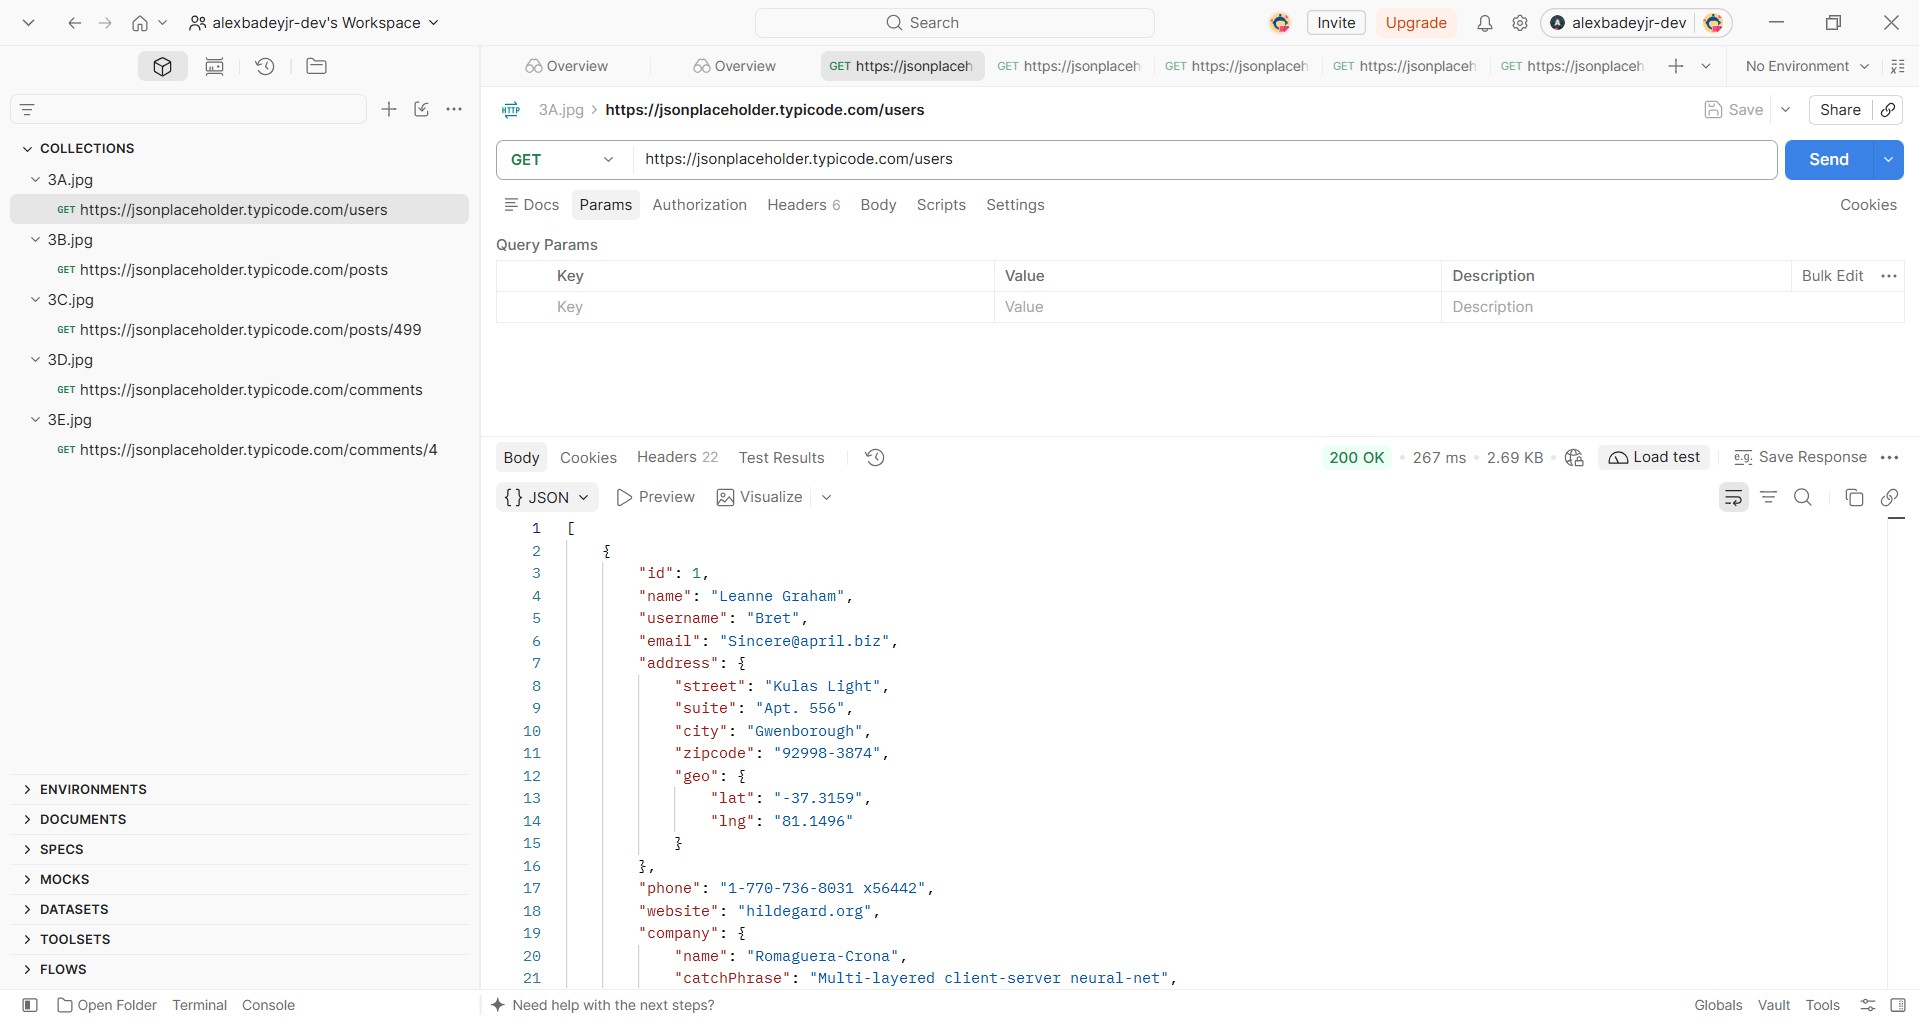 alexbadeyjr-dev's Workspace
Search
Invite
Upgrade
A
alexbadeyjr-dev
Overview
Overview
GET https://jsonplaceh
GET https://jsonplaceh
GET https://jsonplaceh
GET https://jsonplaceh
GET https://jsonplaceh
No Environment
COLLECTIONS
3A.jpg
GET https://jsonplaceholder.typicode.com/users
3B.jpg
GET https://jsonplaceholder.typicode.com/posts
3C.jpg
GET https://jsonplaceholder.typicode.com/posts/499
3D.jpg
GET https://jsonplaceholder.typicode.com/comments
3E.jpg
GET https://jsonplaceholder.typicode.com/comments/4
ENVIRONMENTS
DOCUMENTS
SPECS
MOCKS
DATASETS
TOOLSETS
FLOWS
HTTP 3A.jpg > https://jsonplaceholder.typicode.com/users
Save
Share
GET https://jsonplaceholder.typicode.com/users
Send
Docs Params Authorization Headers 6 Body Scripts Settings
Cookies
Query Params
Key Value Description Bulk Edit
Key Value Description
Body Cookies Headers 22 Test Results
200 OK • 267 ms • 2.69 KB • Load test e.g. Save Response
{} JSON Preview Visualize
1 [
2 {
3 "id": 1,
4 "name": "Leanne Graham",
5 "username": "Bret",
6 "email": "Sincere@april.biz",
7 "address": {
8 "street": "Kulas Light",
9 "suite": "Apt. 556",
10 "city": "Gwenborough",
11 "zipcode": "92998-3874",
12 "geo": {
13 "lat": "-37.3159",
14 "lng": "81.1496"
15 }
16 },
17 "phone": "1-770-736-8031 x56442",
18 "website": "hildegard.org",
19 "company": {
20 "name": "Romaguera-Crona",
21 "catchPhrase": "Multi-layered client-server neural-net",
Open Folder Terminal Console
Need help with the next steps?
Globals Vault Tools